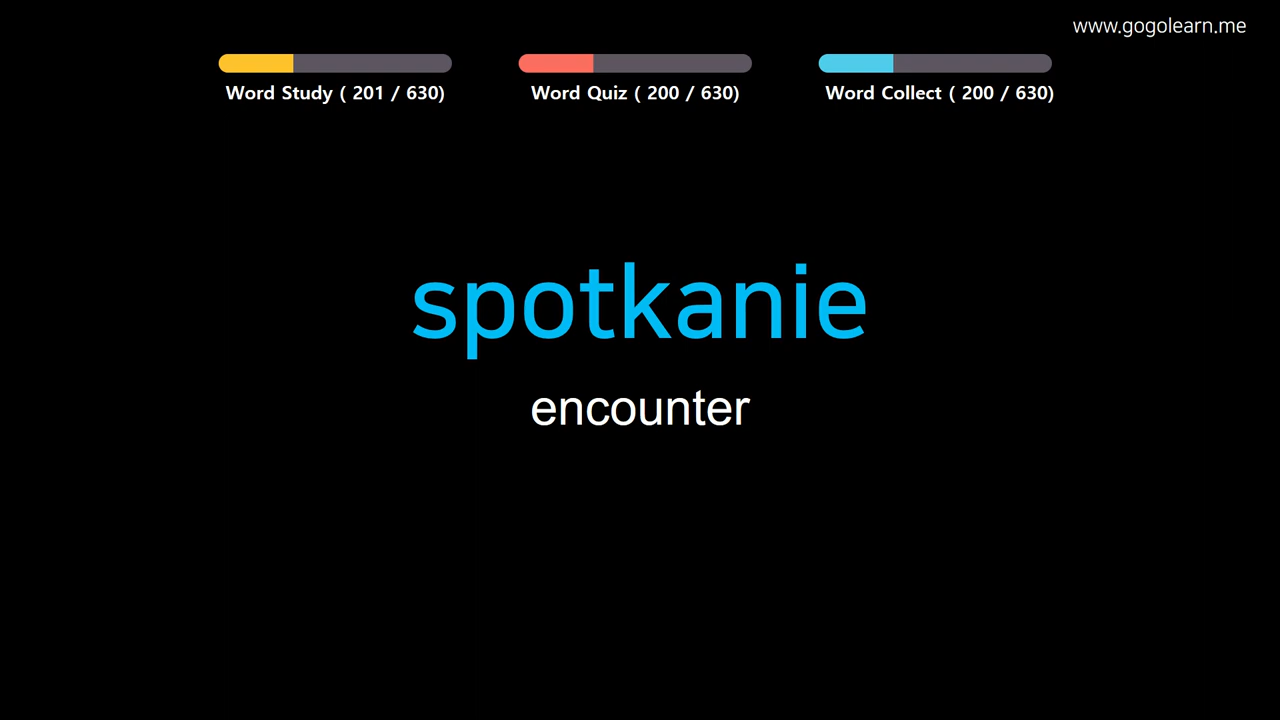 www.gogolearn.me
Word Study ( 201 / 630)
Word Quiz ( 200 / 630)
Word Collect ( 200 / 630)
spotkanie
encounter